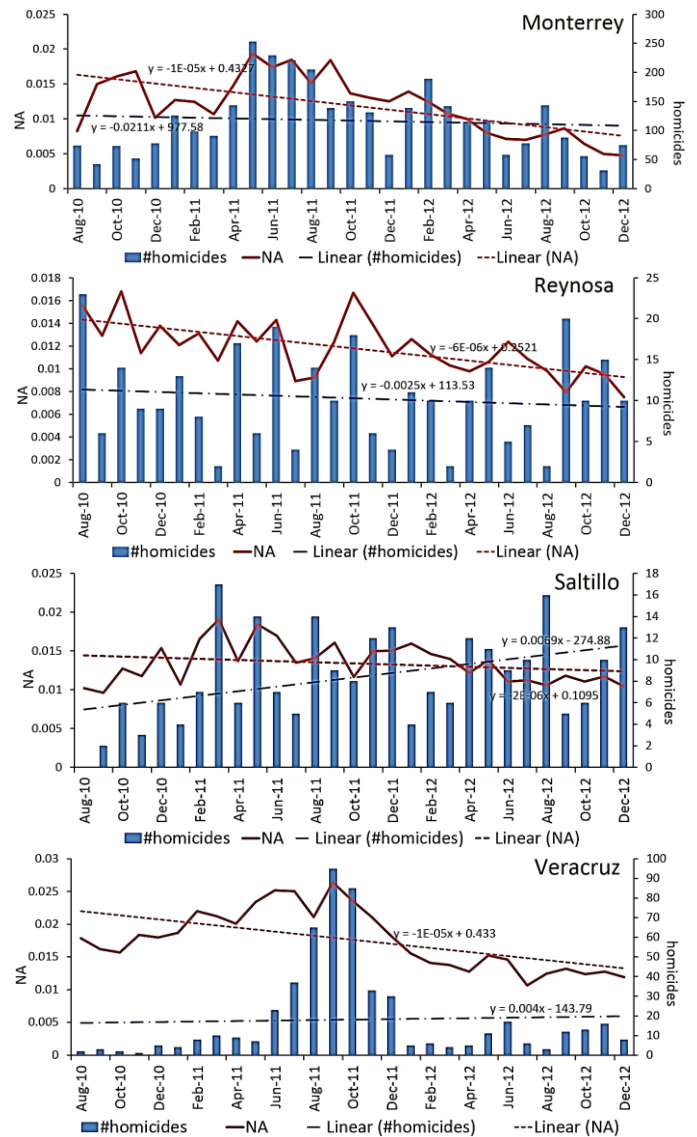 Monterrey
0.025
0.02
0.015
0.01
0.005
0
NA
300
250
200
150
100
50
0
homicides
y = -1E-05x + 0.4327
y = -0.0211x + 977.58
Aug-10 Oct-10 Dec-10 Feb-11 Apr-11 Jun-11 Aug-11 Oct-11 Dec-11 Feb-12 Apr-12 Jun-12 Aug-12 Oct-12 Dec-12
#homicides NA Linear (#homicides) Linear (NA)
Reynosa
0.018
0.016
0.014
0.012
0.01
0.008
0.006
0.004
0.002
0
NA
25
20
15
10
5
0
homicides
y = -6E-06x + 0.2521
y = -0.0025x + 113.53
Aug-10 Oct-10 Dec-10 Feb-11 Apr-11 Jun-11 Aug-11 Oct-11 Dec-11 Feb-12 Apr-12 Jun-12 Aug-12 Oct-12 Dec-12
#homicides NA Linear (#homicides) Linear (NA)
Saltillo
0.025
0.02
0.015
0.01
0.005
0
NA
18
16
14
12
10
8
6
4
2
0
homicides
y = 0.0069x - 274.88
y = -2E-06x + 0.1095
Aug-10 Oct-10 Dec-10 Feb-11 Apr-11 Jun-11 Aug-11 Oct-11 Dec-11 Feb-12 Apr-12 Jun-12 Aug-12 Oct-12 Dec-12
#homicides NA Linear (#homicides) Linear (NA)
Veracruz
0.03
0.025
0.02
0.015
0.01
0.005
0
NA
100
90
80
70
60
50
40
30
20
10
0
homicides
y = -1E-05x + 0.433
y = 0.004x - 143.79
Aug-10 Oct-10 Dec-10 Feb-11 Apr-11 Jun-11 Aug-11 Oct-11 Dec-11 Feb-12 Apr-12 Jun-12 Aug-12 Oct-12 Dec-12
#homicides NA Linear (#homicides) Linear (NA)